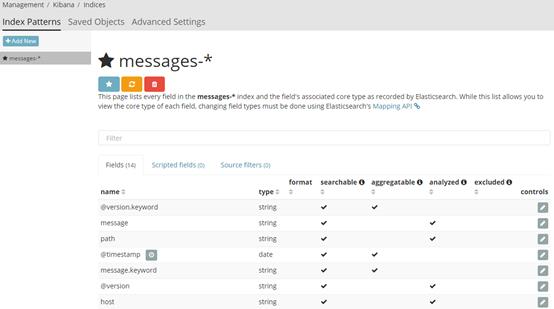 Management / Kibana / Indices
Index Patterns Saved Objects Advanced Settings
+ Add New
★ messages-*
★ messages-*
This page lists every field in the messages-* index and the field's associated core type as recorded by Elasticsearch. While this list allows you to
view the core type of each field, changing field types must be done using Elasticsearch's Mapping API
Filter
Fields (14) Scripted fields (0) Source filters (0)
name type format searchable aggregatable analyzed excluded controls
@version.keyword string
message string
path string
@timestamp date
message.keyword string
@version string
host string